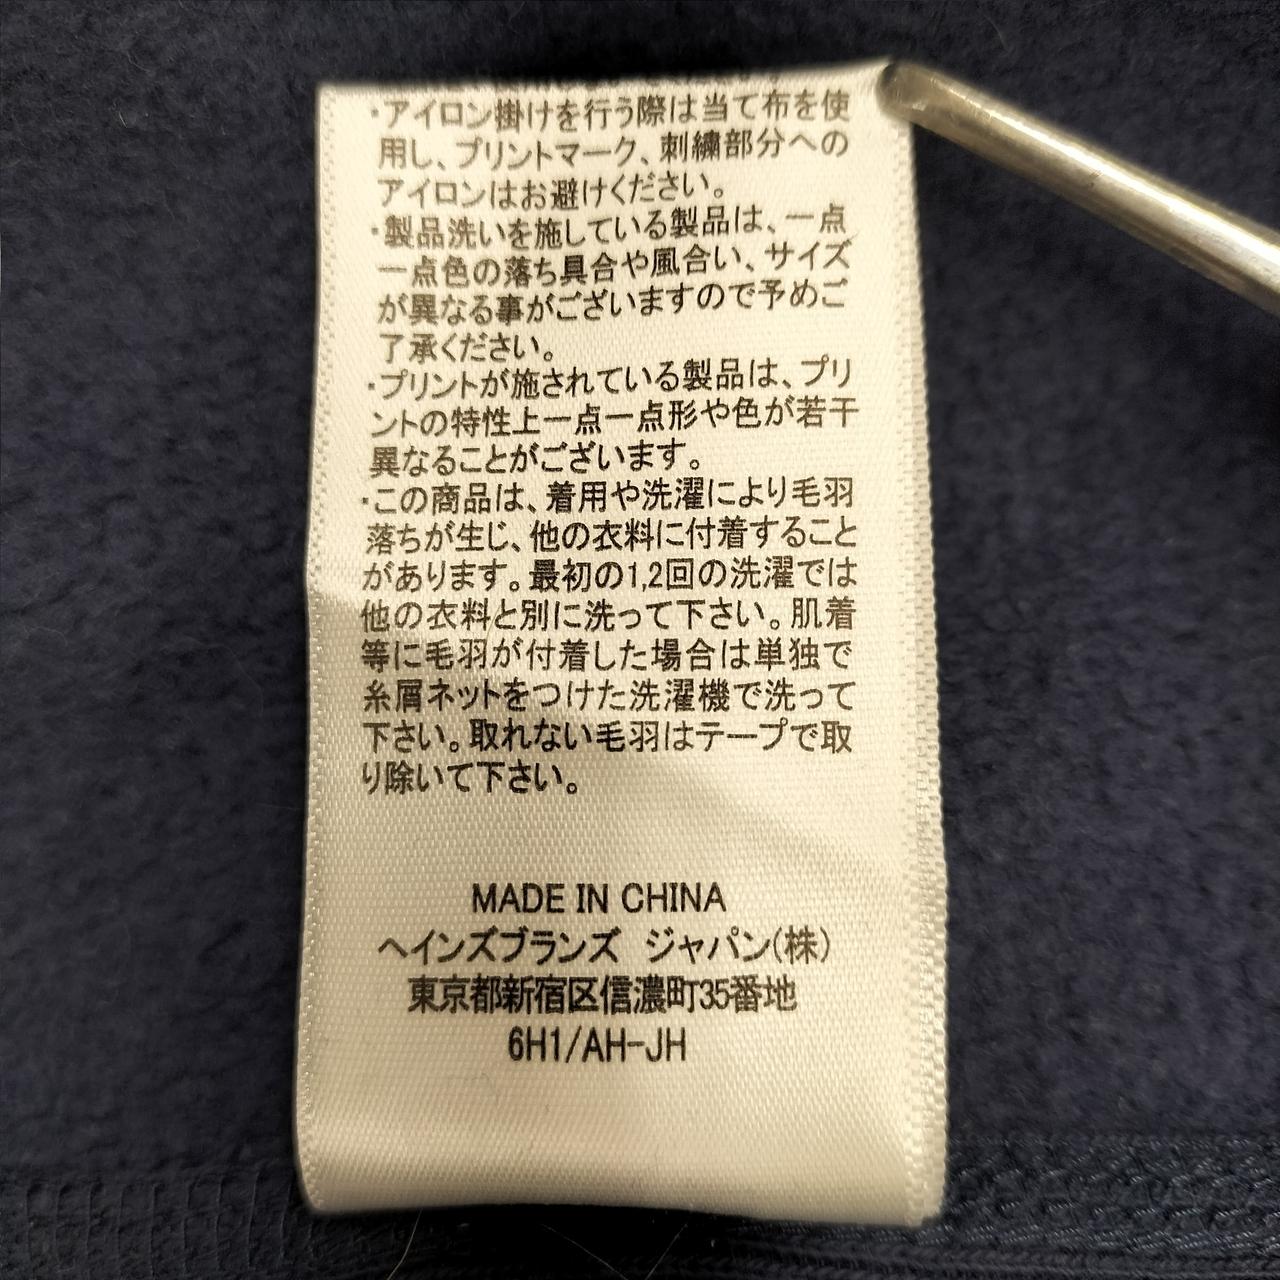 ・アイロン掛けを行う際は当て布を使
用し、プリントマーク、刺繍部分への
アイロンはお避けください。
・製品洗いを施している製品は、一点
一点色の落ち具合や風合い、サイズ
が異なる事がございますので予めご
了承ください。
・プリントが施されている製品は、プリ
ントの特性上一点一点形や色が若干
異なることがございます。
・この商品は、着用や洗濯により毛羽
落ちが生じ、他の衣料に付着すること
があります。最初の1,2回の洗濯では
他の衣料と別に洗って下さい。肌着
等に毛羽が付着した場合は単独で
糸屑ネットをつけた洗濯機で洗って
下さい。取れない毛羽はテープで取
り除いて下さい。
MADE IN CHINA
ヘインズブランズ ジャパン(株)
東京都新宿区信濃町35番地
6H1/AH-JH